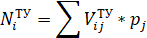 N_i^ТУ = ∑ V_ij^ТУ * p_j